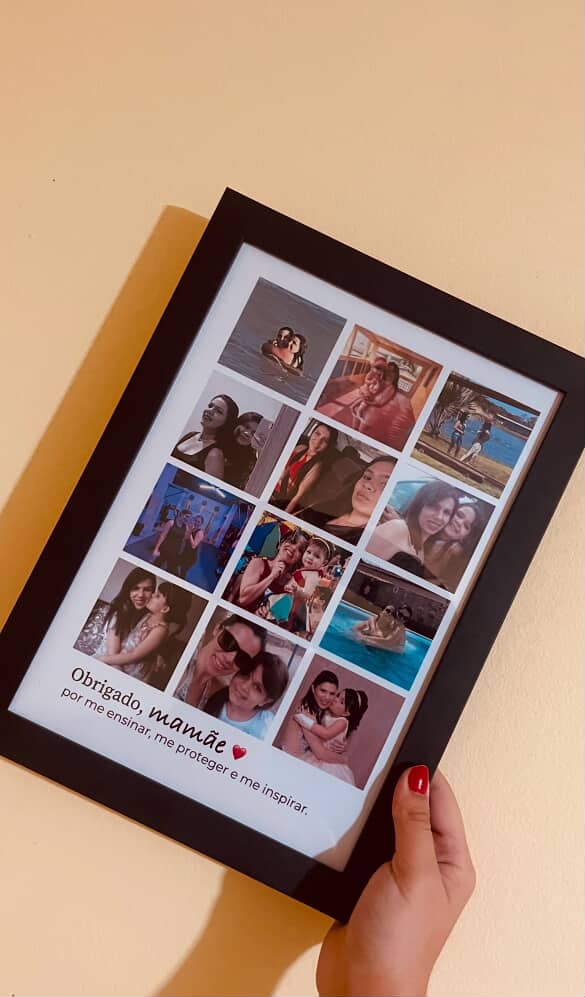 Obrigado, mamãe ❤️
por me ensinar, me proteger e me inspirar.